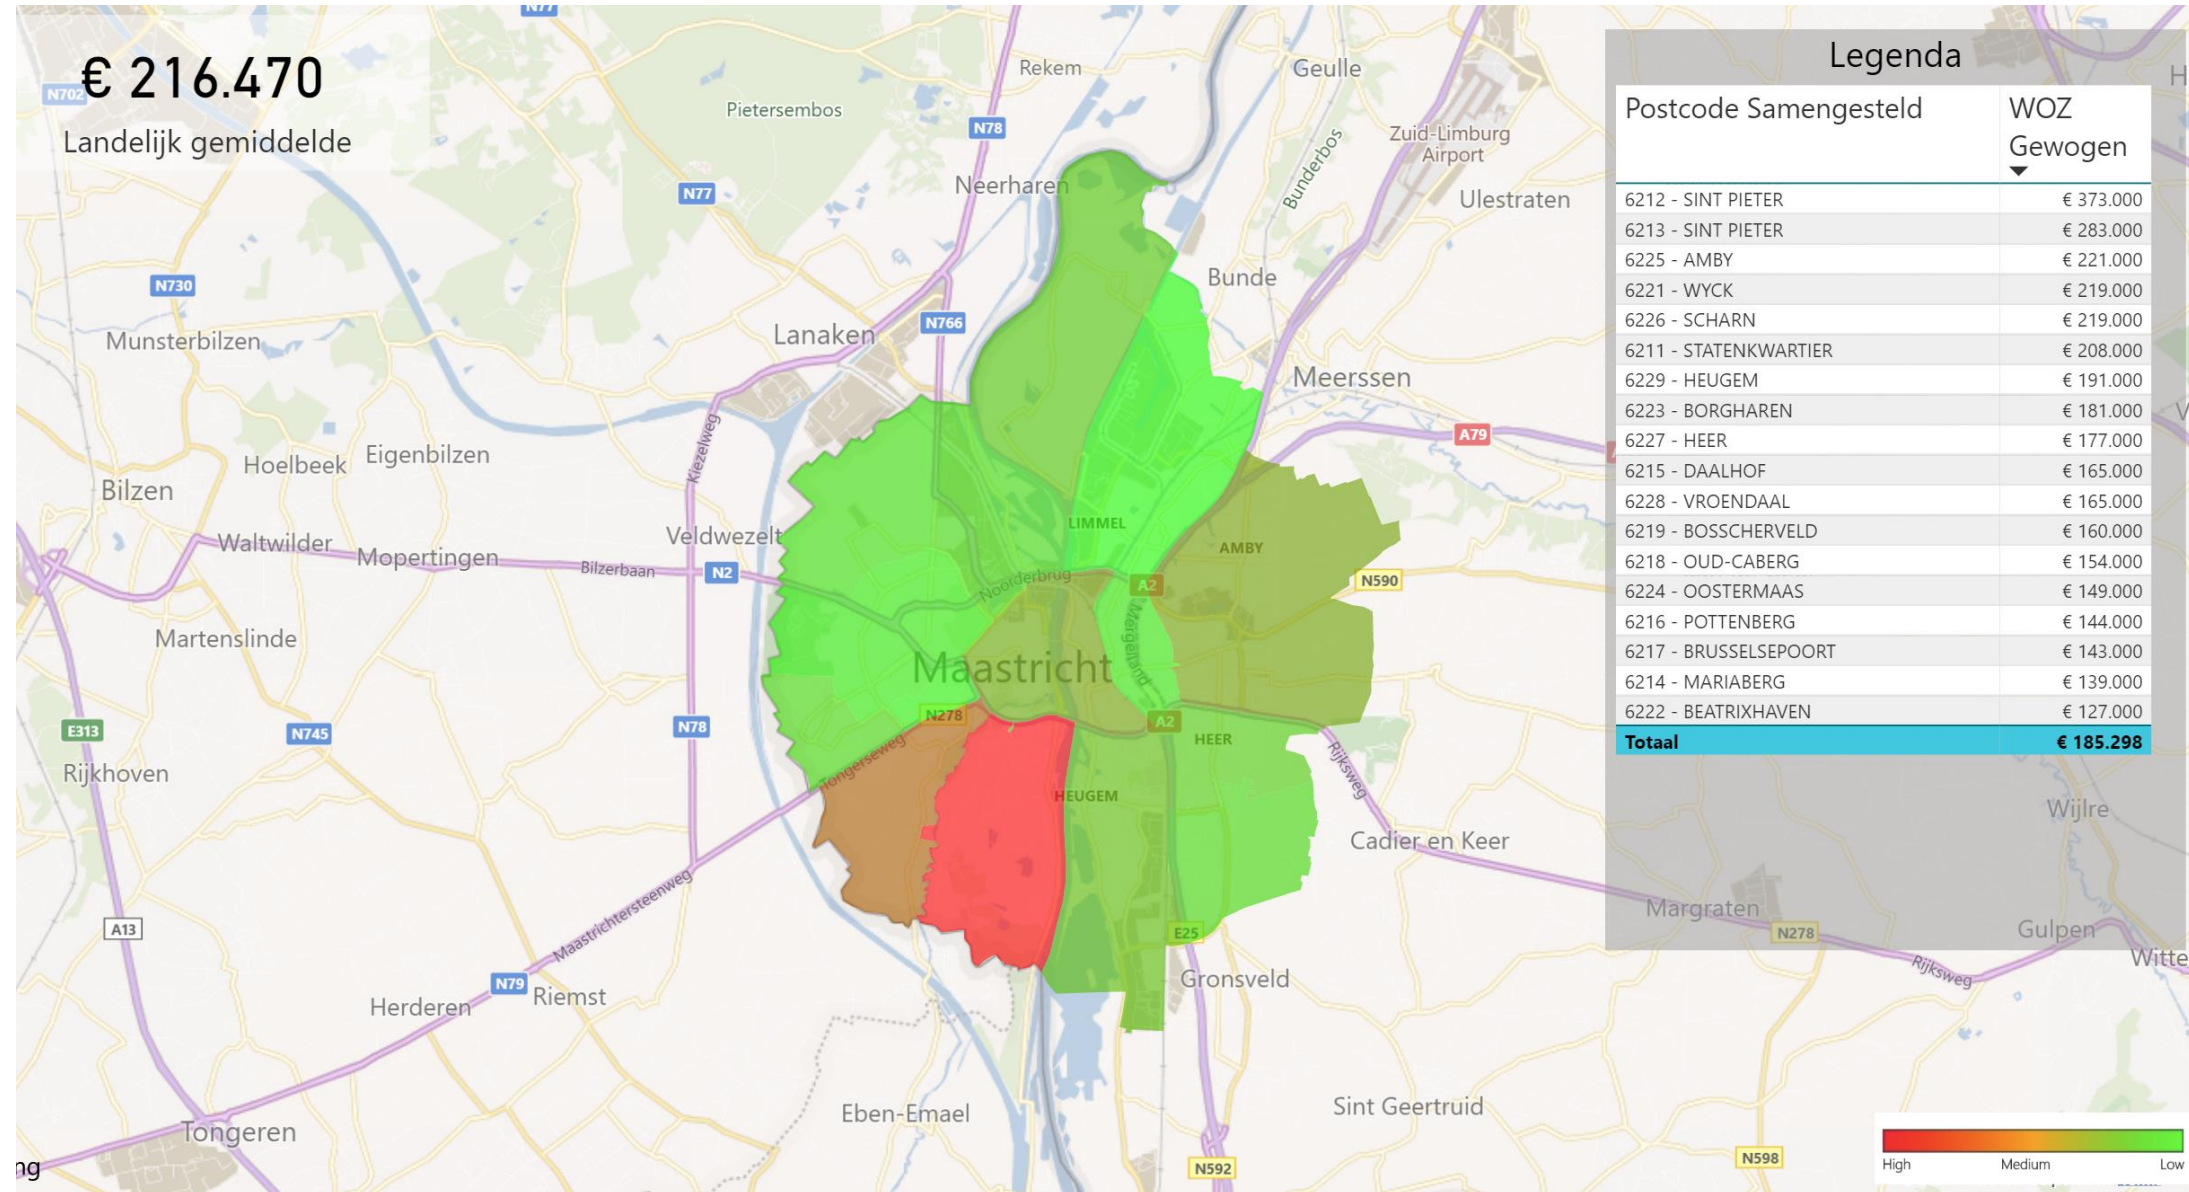 € 216.470
Landelijk gemiddelde
Legenda
Postcode Samengesteld
WOZ
Gewogen
6212 - SINT PIETER € 373.000
6213 - SINT PIETER € 283.000
6225 - AMBY € 221.000
6221 - WYCK € 219.000
6226 - SCHARN € 219.000
6211 - STATENKWARTIER € 208.000
6229 - HEUGEM € 191.000
6223 - BORGHAREN € 181.000
6227 - HEER € 177.000
6215 - DAALHOF € 165.000
6228 - VROENDAAL € 165.000
6219 - BOSSCHERVELD € 160.000
6218 - OUD-CABERG € 154.000
6224 - OOSTERMAAS € 149.000
6216 - POTTENBERG € 144.000
6217 - BRUSSELSEPOORT € 143.000
6214 - MARIABERG € 139.000
6222 - BEATRIXHAVEN € 127.000
Totaal € 185.298
N77
Rekem
Geulle
N702
Pietersembos
N78
Zuid-Limburg
Airport
Bunderbos
Neerharen
N77
Ulestraten
Bunde
N730
N766
Lanaken
Munsterbilzen
Meerssen
Kiezelweg
A79
Hoelbeek
Eigenbilzen
Bilzen
LIMMEL
Veldwezelt
Waltwilder
Mopertingen
Bilzerbaan
N2
AMBY
Noorderbrug
A2
N590
Mergelland
Martenslinde
Maastricht
N278
A2
E313
N745
N78
HEER
Tongerseweg
Rijksweg
Rijkhoven
HEUGEM
Wijlre
Cadier en Keer
Maastrichtersteenweg
Margraten
A13
E25
N278
Gulpen
Witte
Rijksweg
N79
Riemst
Gronsveld
Herderen
Eben-Emael
Sint Geertruid
Tongeren
ng
N592
N598
High Medium Low